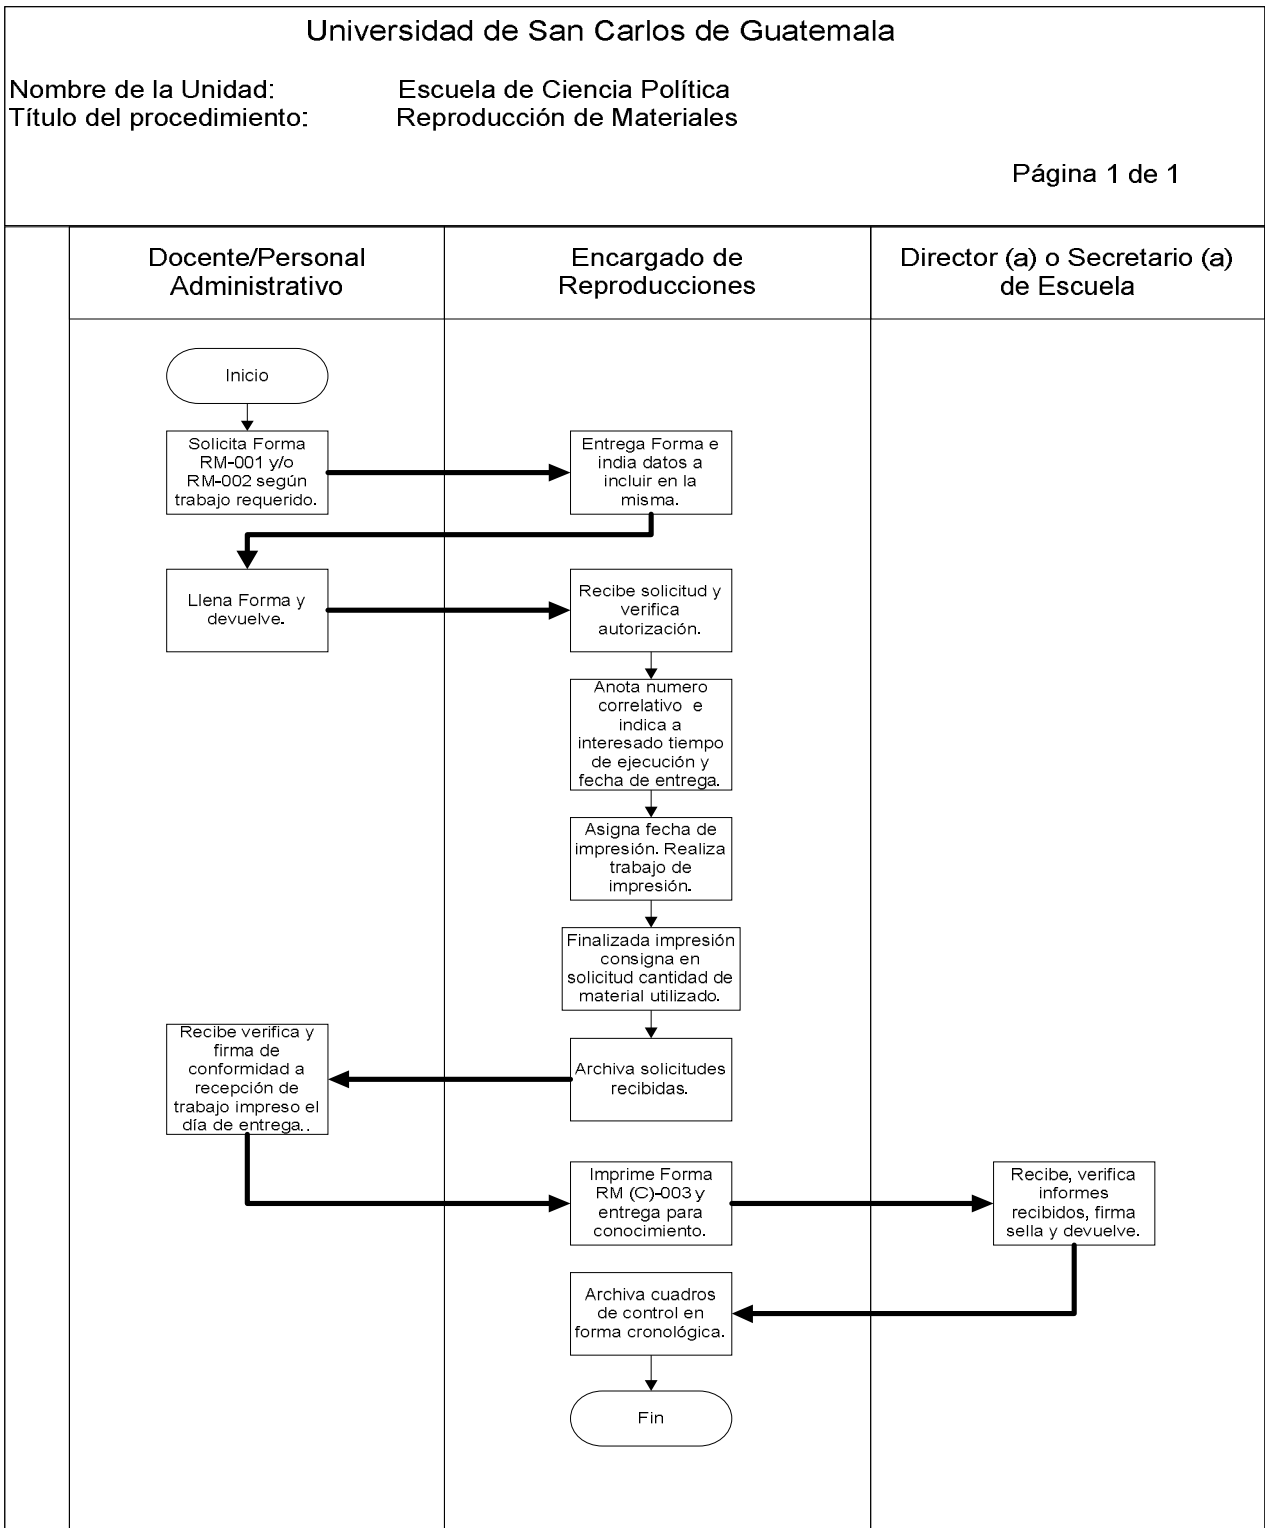 Universidad de San Carlos de Guatemala
Nombre de la Unidad: Escuela de Ciencia Política
Título del procedimiento: Reproducción de Materiales
Página 1 de 1
Docente/Personal
Administrativo
Encargado de
Reproducciones
Director (a) o Secretario (a)
de Escuela
Inicio
Solicita Forma
RM-001 y/o
RM-002 según
trabajo requerido.
Entrega Forma e
india datos a
incluir en la
misma.
Llena Forma y
devuelve.
Recibe solicitud y
verifica
autorización.
Anota numero
correlativo e
indica a
interesado tiempo
de ejecución y
fecha de entrega.
Asigna fecha de
impresión. Realiza
trabajo de
impresión.
Finalizada impresión
consigna en
solicitud cantidad de
material utilizado.
Archiva solicitudes
recibidas.
Recibe verifica y
firma de
conformidad a
recepción de
trabajo impreso el
día de entrega..
Imprime Forma
RM (C)-003 y
entrega para
conocimiento.
Recibe, verifica
informes
recibidos, firma
sella y devuelve.
Archiva cuadros
de control en
forma cronológica.
Fin